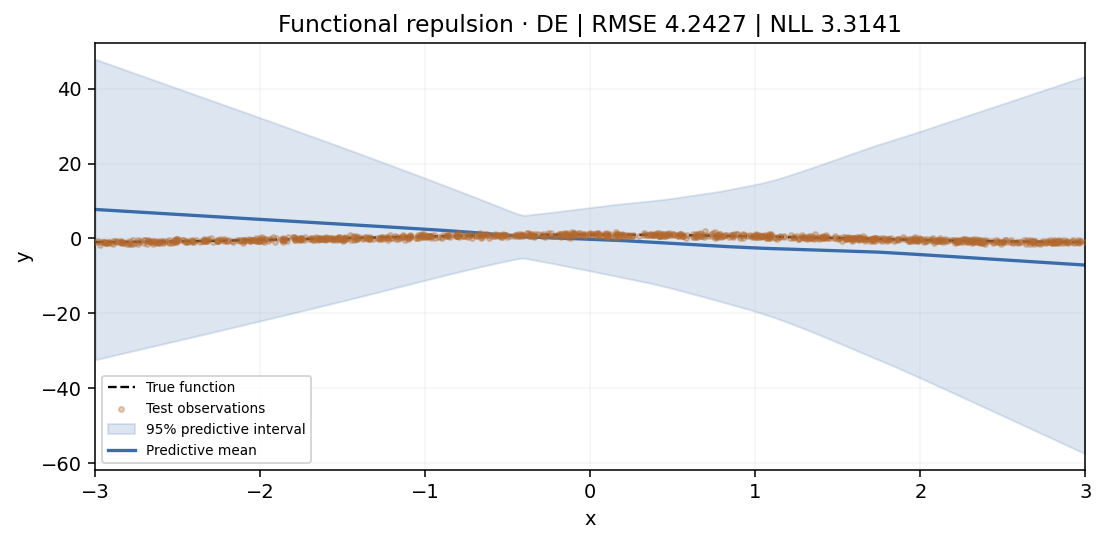 Functional repulsion · DE | RMSE 4.2427 | NLL 3.3141
y
40
20
0
−20
−40
−60
True function
Test observations
95% predictive interval
Predictive mean
−3
−2
−1
0
1
2
3
x